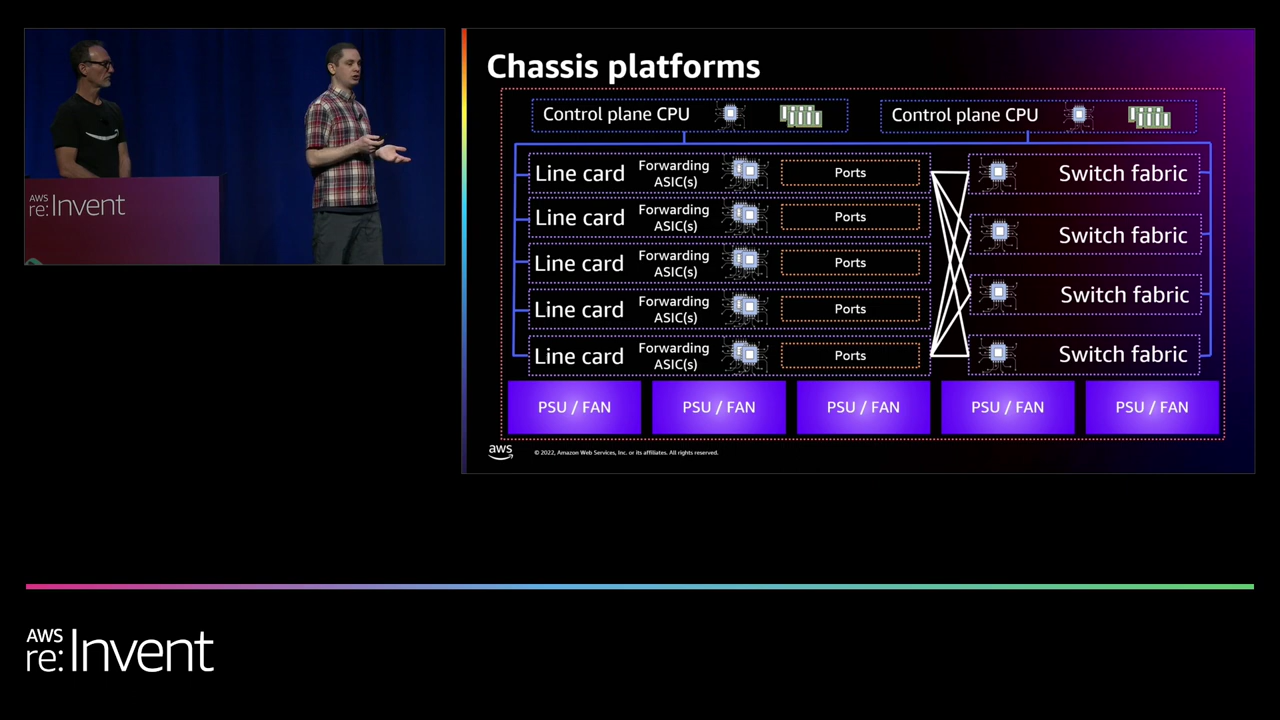 AWS
re:Invent
Chassis platforms
Control plane CPU
Control plane CPU
Line card
Forwarding
ASIC(s)
Ports
Switch fabric
Line card
Forwarding
ASIC(s)
Ports
Switch fabric
Line card
Forwarding
ASIC(s)
Ports
Switch fabric
Line card
Forwarding
ASIC(s)
Ports
Switch fabric
Line card
Forwarding
ASIC(s)
Ports
PSU / FAN
PSU / FAN
PSU / FAN
PSU / FAN
PSU / FAN
aws
© 2022, Amazon Web Services, Inc. or its affiliates. All rights reserved.
AWS
re:Invent